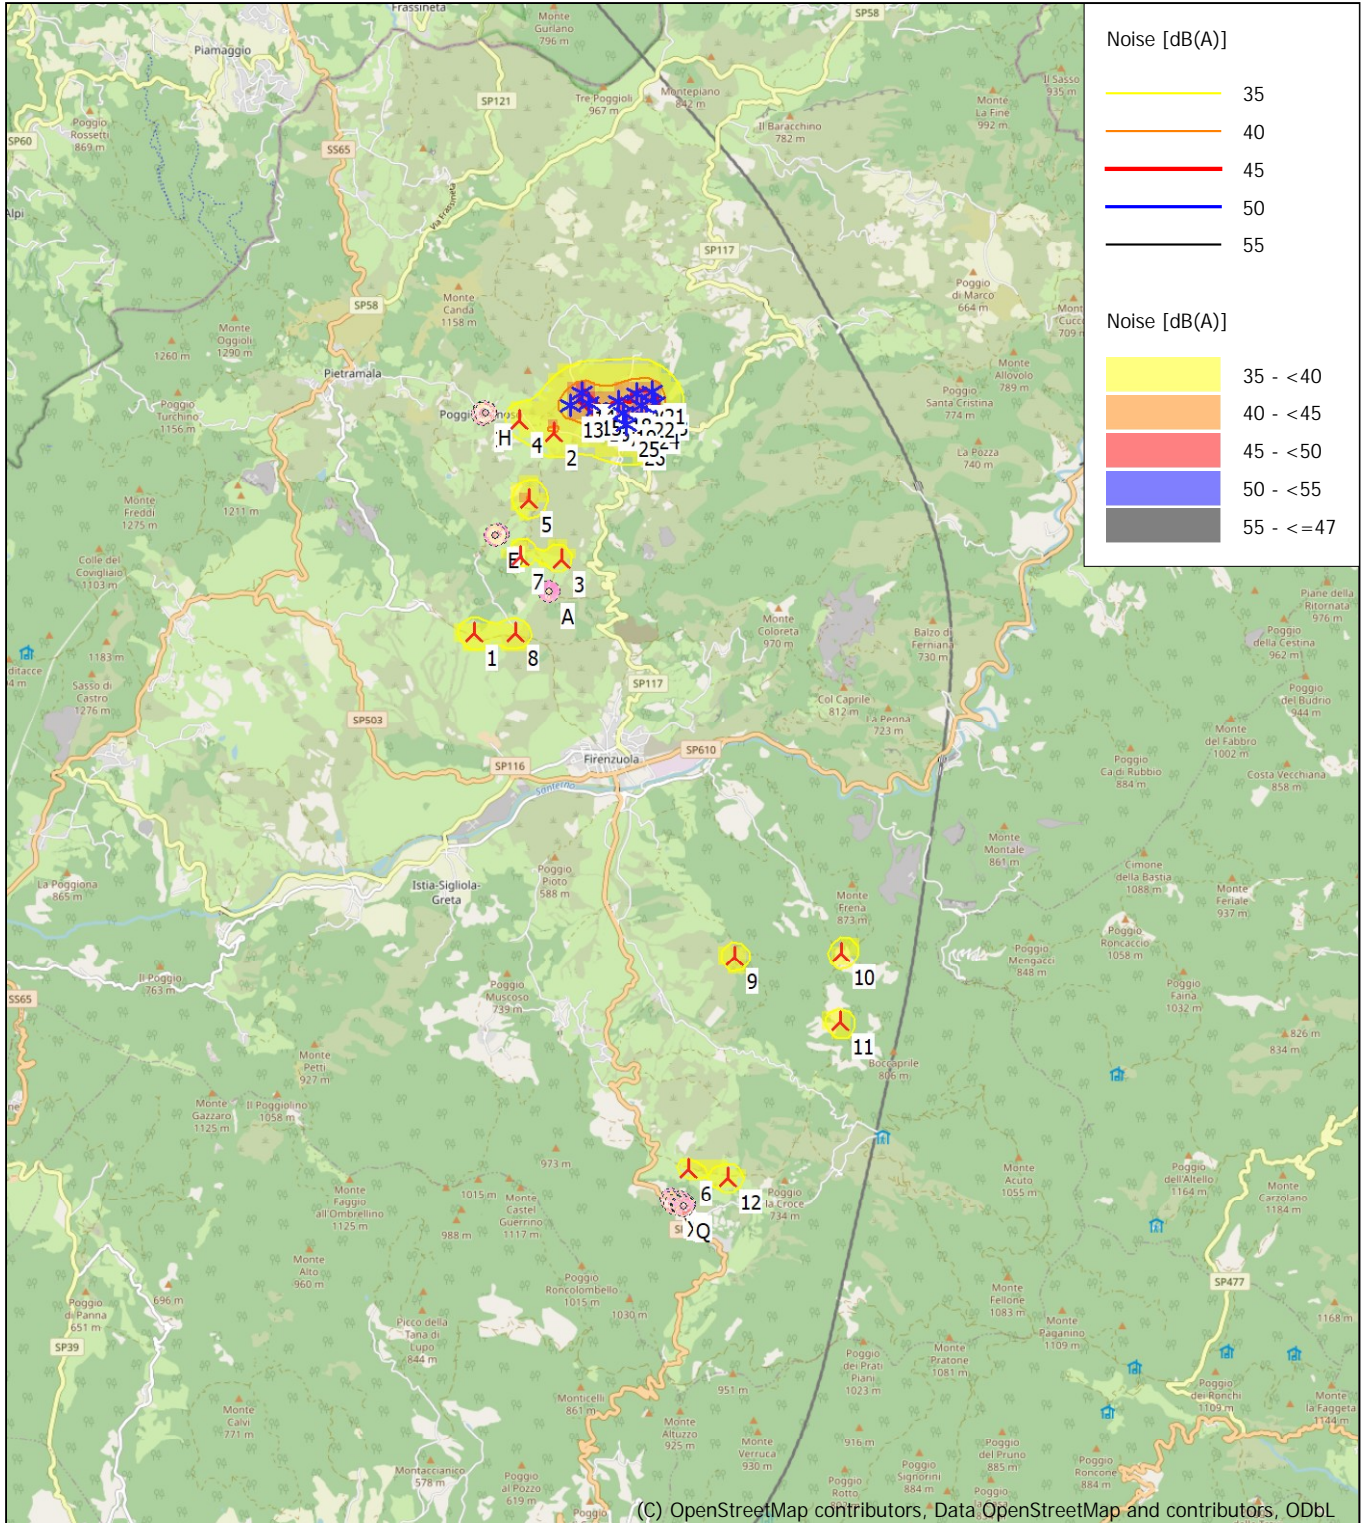 Noise [dB(A)]
35
40
45
50
55
Noise [dB(A)]
35 - <40
40 - <45
45 - <50
50 - <55
55 - <=47
Frassineta
Monte
Gurlano
796 m
SP58
Piamaggio
Il Sasso
935 m
SP121
Tre Poggioli
967 m
Montepiano
842 m
Monte
La Fine
992 m
Poggio
Rossetti
869 m
SP60
SS65
Il Baracchino
782 m
Alpi
Via Frassineta
SP117
Poggio
di Marco
664 m
Monte
Canda
1158 m
SP58
Monte
Oggioli
1290 m
1260 m
Pietramala
Monte
Allovolo
789 m
Poggio
Turchino
1156 m
Poggio
Santa Cristina
774 m
H
4
2
13
22
21
25
La Pozza
740 m
1211 m
Monte
Freddi
1275 m
5
E
7
3
A
Colle del
Covigliaio
1103 m
Monte
Coloreta
970 m
Piane della
Ritornata
976 m
Poggio
della Cestina
962 m
Balzo di
Ferniana
730 m
1
8
1183 m
Sasso di
Castro
1276 m
SP117
Col Caprile
812 m
La Penna
723 m
Poggio
del Budrio
944 m
SP503
Monte
del Fabbro
1002 m
Firenzuola
SP610
SP116
Santerno
Poggio
Ca di Rubbio
884 m
Costa Vecchiana
858 m
Monte
Montale
861 m
Cimone
della Bastia
1088 m
La Poggiona
865 m
Istia-Sigliola-
Greta
Poggio
Pioto
588 m
Monte
Frena
873 m
Monte
Feriale
937 m
Poggio
Roncaccio
1058 m
Poggio
Mengacci
848 m
Il Poggio
763 m
9
10
SS65
Poggio
Muscoso
739 m
Poggio
Faina
1032 m
11
826 m
834 m
Monte
Petti
927 m
Boccaprile
806 m
Monte
Gazzaro
1125 m
Il Poggiolino
1058 m
973 m
Monte
Acuto
1055 m
Poggio
dell'Altello
1164 m
Monte
Carzolano
1184 m
6
12
Poggio
la Croce
734 m
Monte
Faggio
all'Ombrellino
1125 m
1015 m
988 m
Monte
Castel
Guerrino
1117 m
Q
Monte
Alto
960 m
Poggio
Roncolombello
1015 m
SP477
696 m
Monte
Fellone
1083 m
Poggio
di Panna
651 m
1030 m
Picco della
Tana di
Lupo
844 m
Monte
Paganino
1109 m
1168 m
SP39
Poggio
dei Prati
Piani
1023 m
Monte
Pratone
1081 m
951 m
Poggio
dei Ronchi
1109 m
Monte
la Faggeta
1144 m
Monte
Calvi
771 m
Monticelli
861 m
Monte
Altuzzo
925 m
Monte
Verruca
930 m
916 m
Poggio
del Pruno
885 m
Montaccianico
578 m
Poggio
al Pozzo
619 m
Poggio
Signorini
884 m
Poggio
Roncone
884 m
Poggio
Rotto
Poggio
(C) OpenStreetMap contributors, Data OpenStreetMap and contributors, ODbL